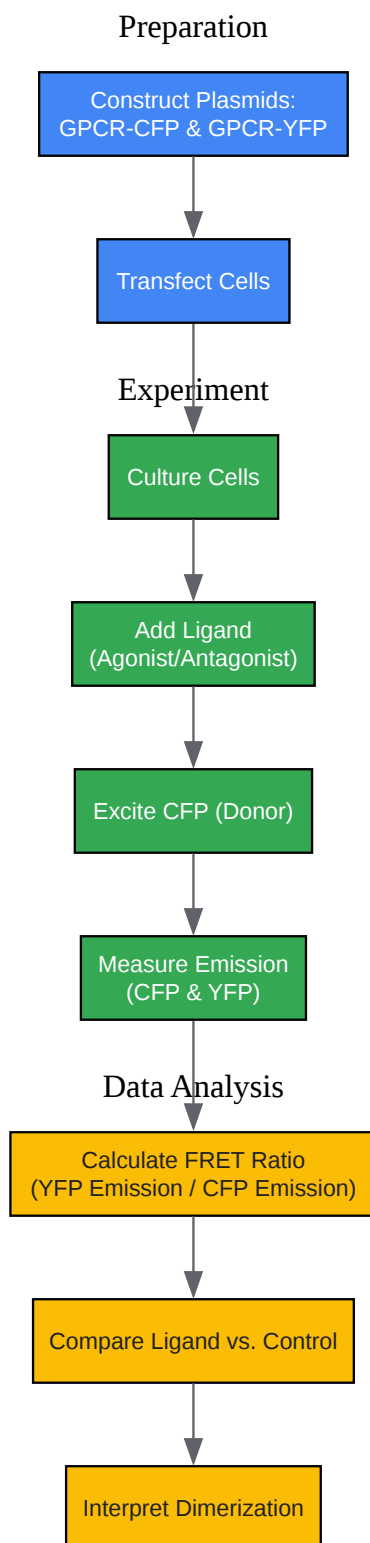 Preparation
Construct Plasmids:
GPCR-CFP & GPCR-YFP
Transfect Cells
Experiment
Culture Cells
Add Ligand
(Agonist/Antagonist)
Excite CFP (Donor)
Measure Emission
(CFP & YFP)
Data Analysis
Calculate FRET Ratio
(YFP Emission / CFP Emission)
Compare Ligand vs. Control
Interpret Dimerization